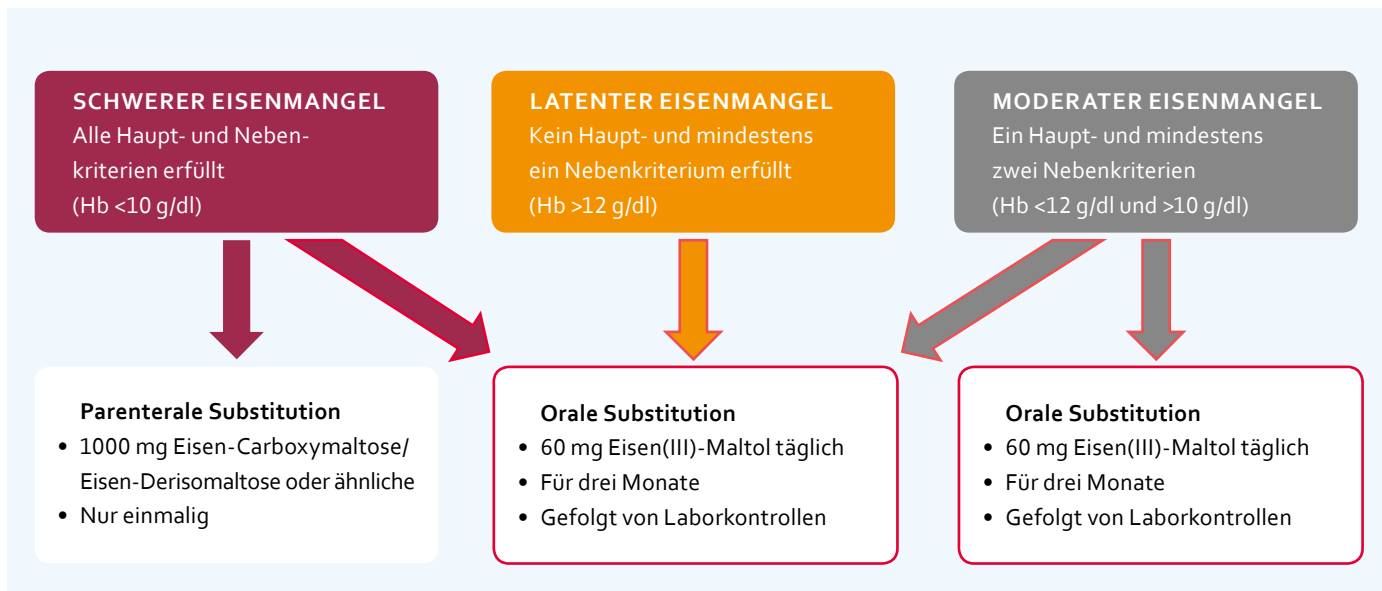 SCHWERER EISENMANGEL
Alle Haupt- und Neben-
kriterien erfüllt
(Hb <10 g/dl)
LATENTER EISENMANGEL
Kein Haupt- und mindestens
ein Nebenkriterium erfüllt
(Hb >12 g/dl)
MODERATER EISENMANGEL
Ein Haupt- und mindestens
zwei Nebenkriterien
(Hb <12 g/dl und >10 g/dl)
Parenterale Substitution
• 1000 mg Eisen-Carboxymaltose/
Eisen-Derisomaltose oder ähnliche
• Nur einmalig
Orale Substitution
• 60 mg Eisen(III)-Maltol täglich
• Für drei Monate
• Gefolgt von Laborkontrollen
Orale Substitution
• 60 mg Eisen(III)-Maltol täglich
• Für drei Monate
• Gefolgt von Laborkontrollen